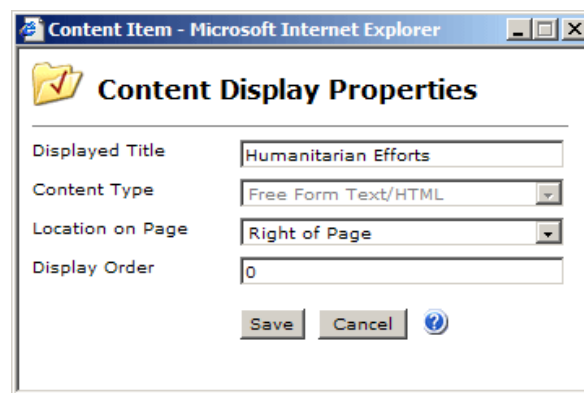 Content Item - Microsoft Internet Explorer
Content Display Properties
Displayed Title Humanitarian Efforts
Content Type Free Form Text/HTML
Location on Page Right of Page
Display Order 0
Save Cancel ?